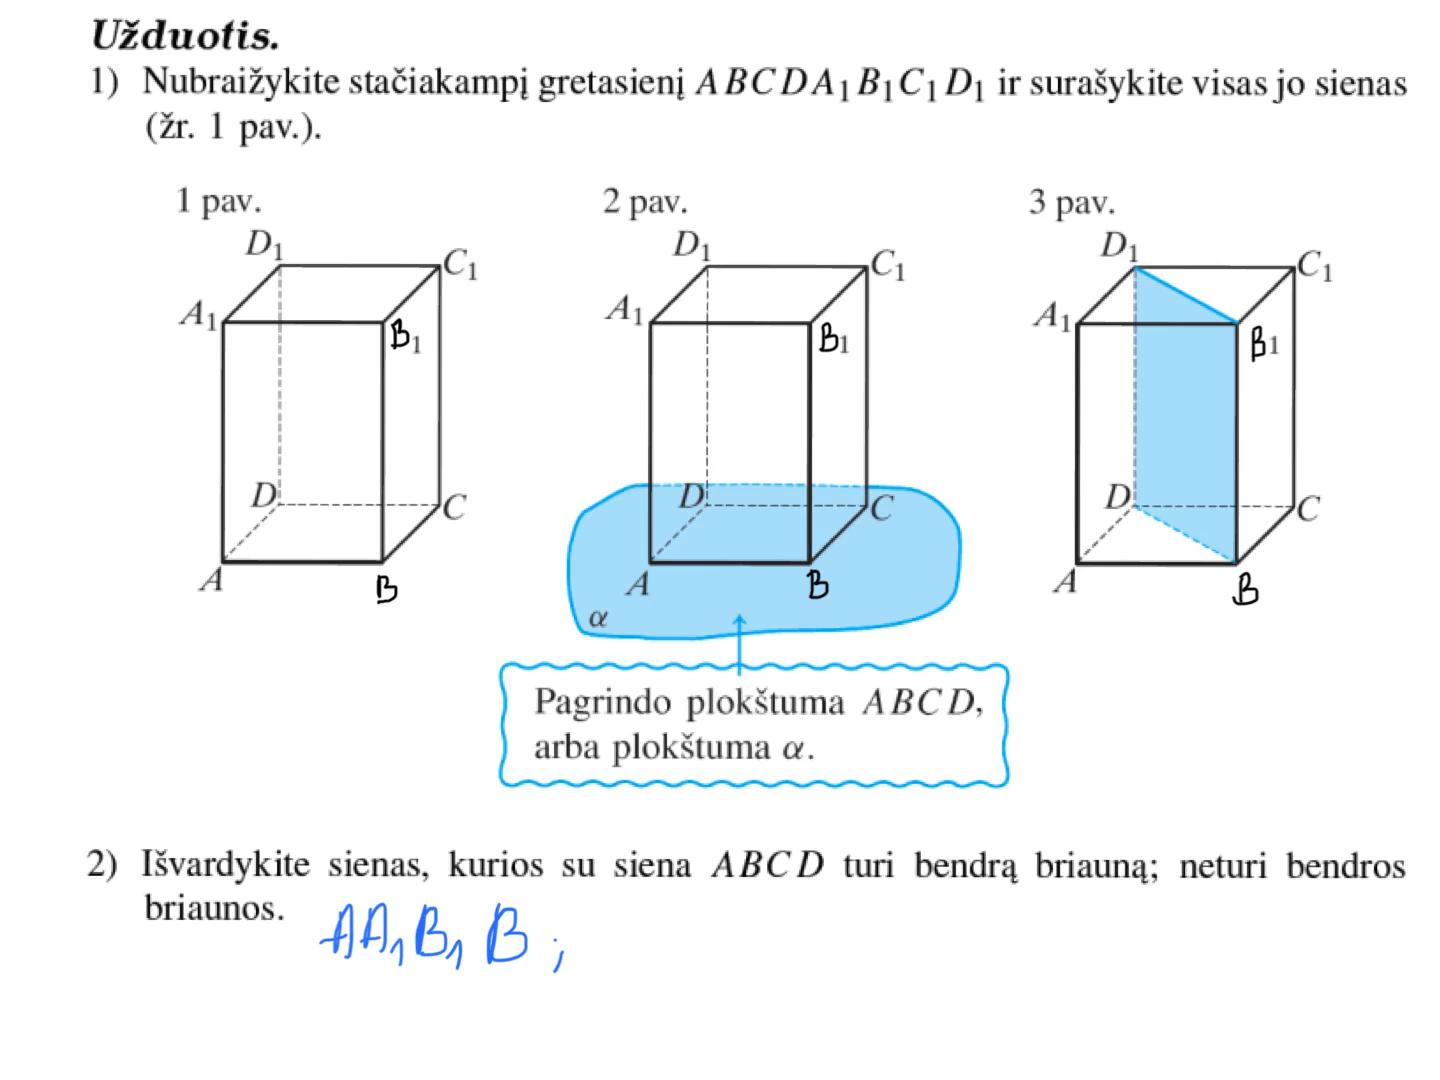 Užduotis.
1) Nubraižykite stačiakampį gretasienį ABCDA₁B₁C₁D₁ ir surašykite visas jo sienas
(žr. 1 pav.).
1 pav.
D₁
C₁
A₁
B₁
D
C
A
B
2 pav.
D₁
C₁
A₁
B₁
D
C
A
B
α
3 pav.
D₁
C₁
A₁
B₁
D
C
A
B
Pagrindo plokštuma ABCD,
arba plokštuma α.
2) Išvardykite sienas, kurios su siena ABCD turi bendrą briauną; neturi bendros
briaunos. AA₁B₁B;